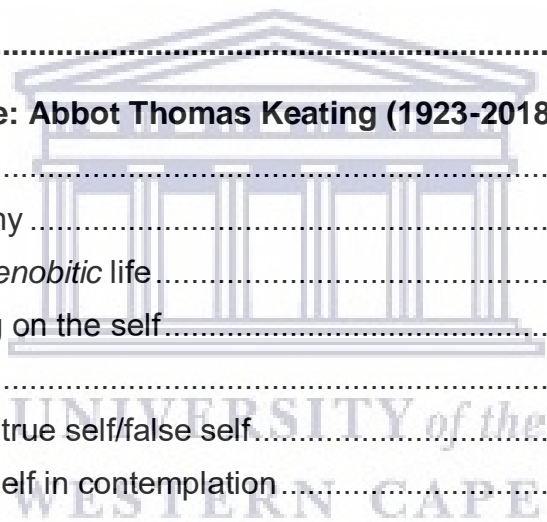 ................................................................
e: Abbot Thomas Keating (1923-2018
................................................................
ny ................................................................
enobitic life................................................................
g on the self................................................................
................................................................
UNIVERSITY of the
true self/false self................................................................
elf in contemplation ................................................................
WESTERN CAPE